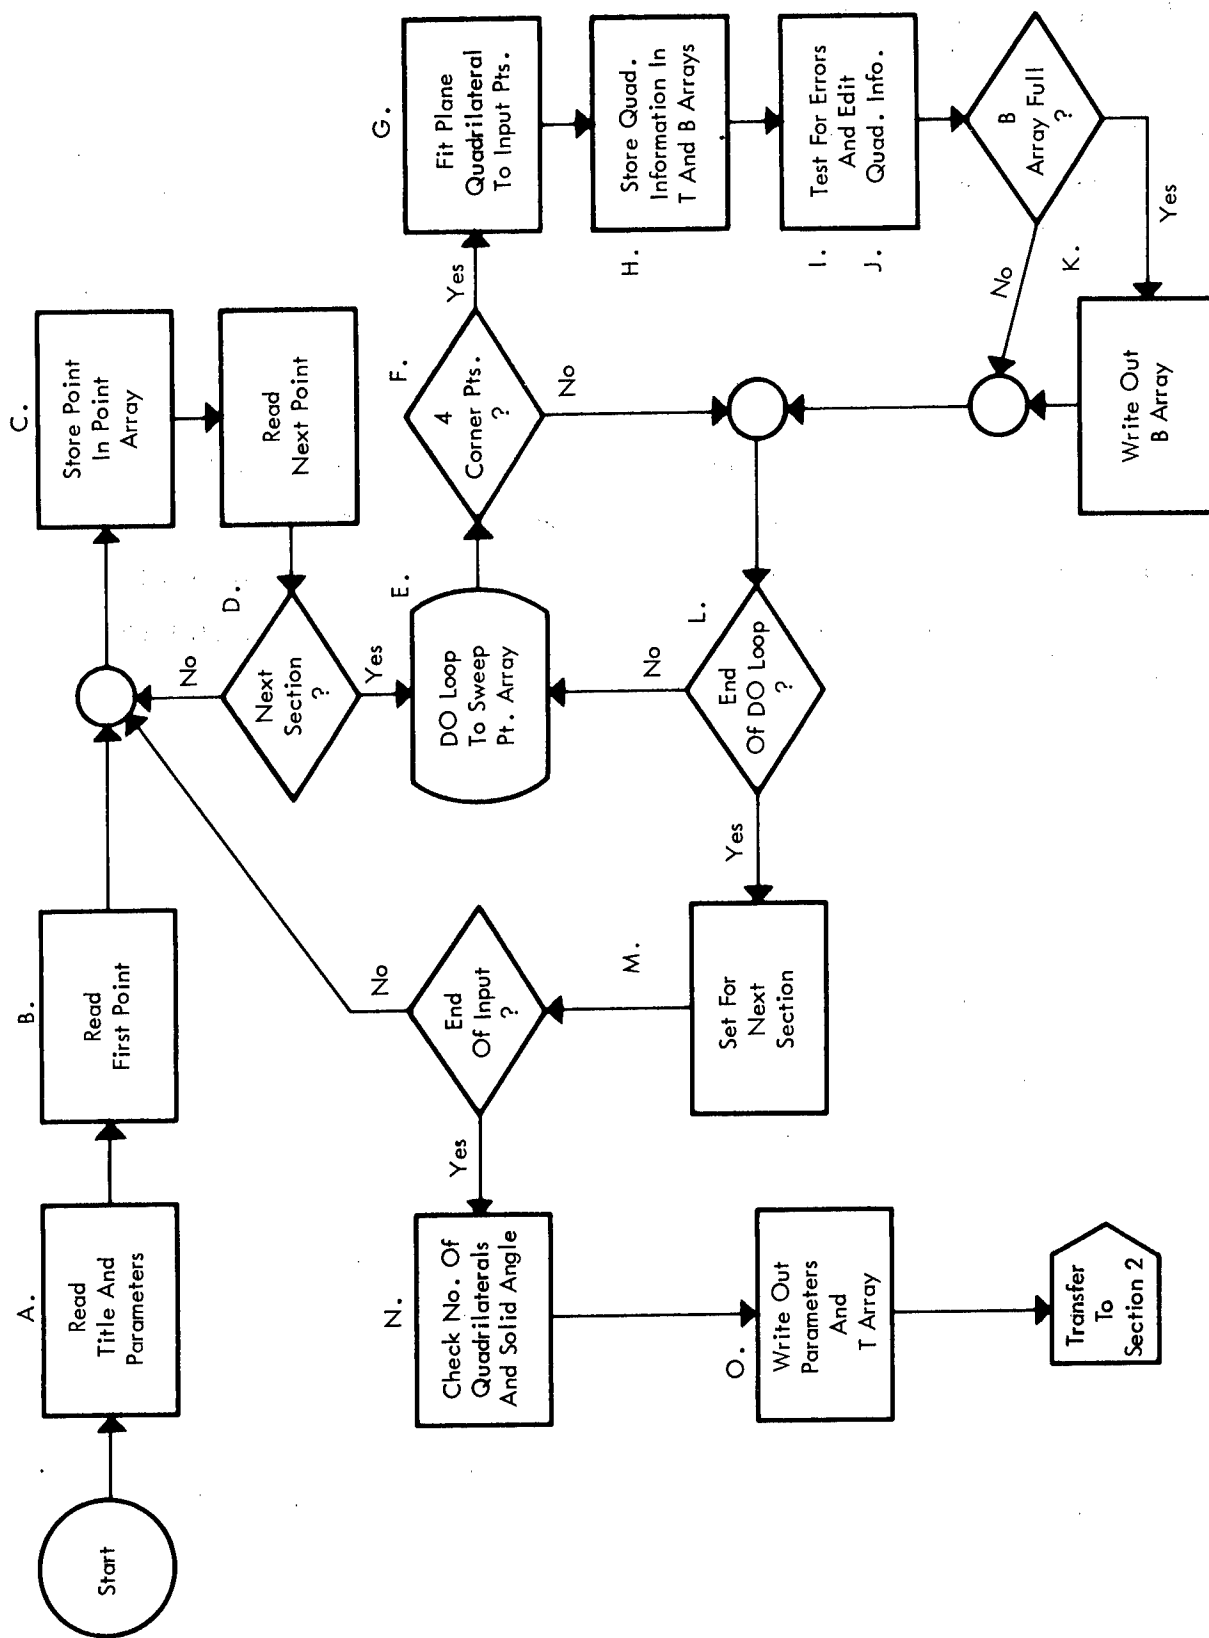 Start
A.
Read
Title And
Parameters
B.
Read
First Point
C.
Store Point
In Point
Array
Read
Next Point
D.
Next
Section
?
No
Yes
E.
DO Loop
To Sweep
Pt. Array
F.
4
Corner Pts.
?
Yes
No
G.
Fit Plane
Quadrilateral
To Input Pts.
H.
Store Quad.
Information In
T And B Arrays
I.
J.
Test For Errors
And Edit
Quad. Info.
B
Array Full
?
No
Yes
K.
Write Out
B Array
L.
End
Of DO Loop
?
No
Yes
M.
Set For
Next
Section
End
Of Input
?
No
Yes
N.
Check No. Of
Quadrilaterals
And Solid Angle
O.
Write Out
Parameters
And
T Array
Transfer
To
Section 2